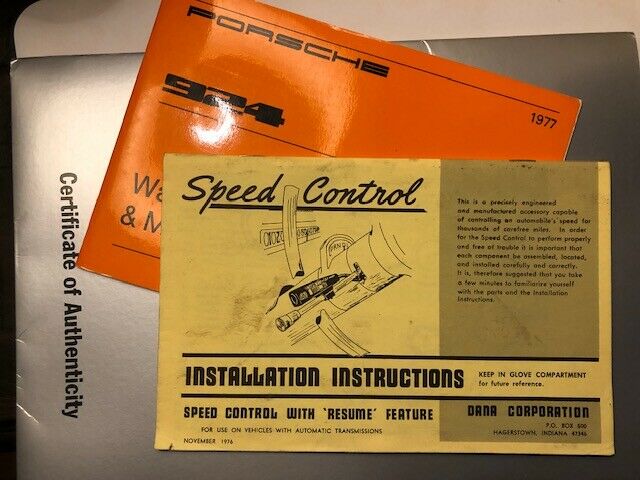 PORSCHE
924
1977
Wa
& M
Certificate of Authenticity
Speed Control
This is a precisely engineered
and manufactured accessory capable
of controlling an automobile's speed for
thousands of carefree miles. In order
for the Speed Control to perform properly
and free of trouble it is important that
each component be assembled, located,
and installed carefully and correctly.
It is, therefore suggested that you take
a few minutes to familiarize yourself
with the parts and the Installation
Instructions.
INSTALLATION INSTRUCTIONS
KEEP IN GLOVE COMPARTMENT
for future reference.
SPEED CONTROL WITH 'RESUME' FEATURE
FOR USE ON VEHICLES WITH AUTOMATIC TRANSMISSIONS
NOVEMBER 1976
DANA CORPORATION
P.O. BOX 500
HAGERSTOWN, INDIANA 47346